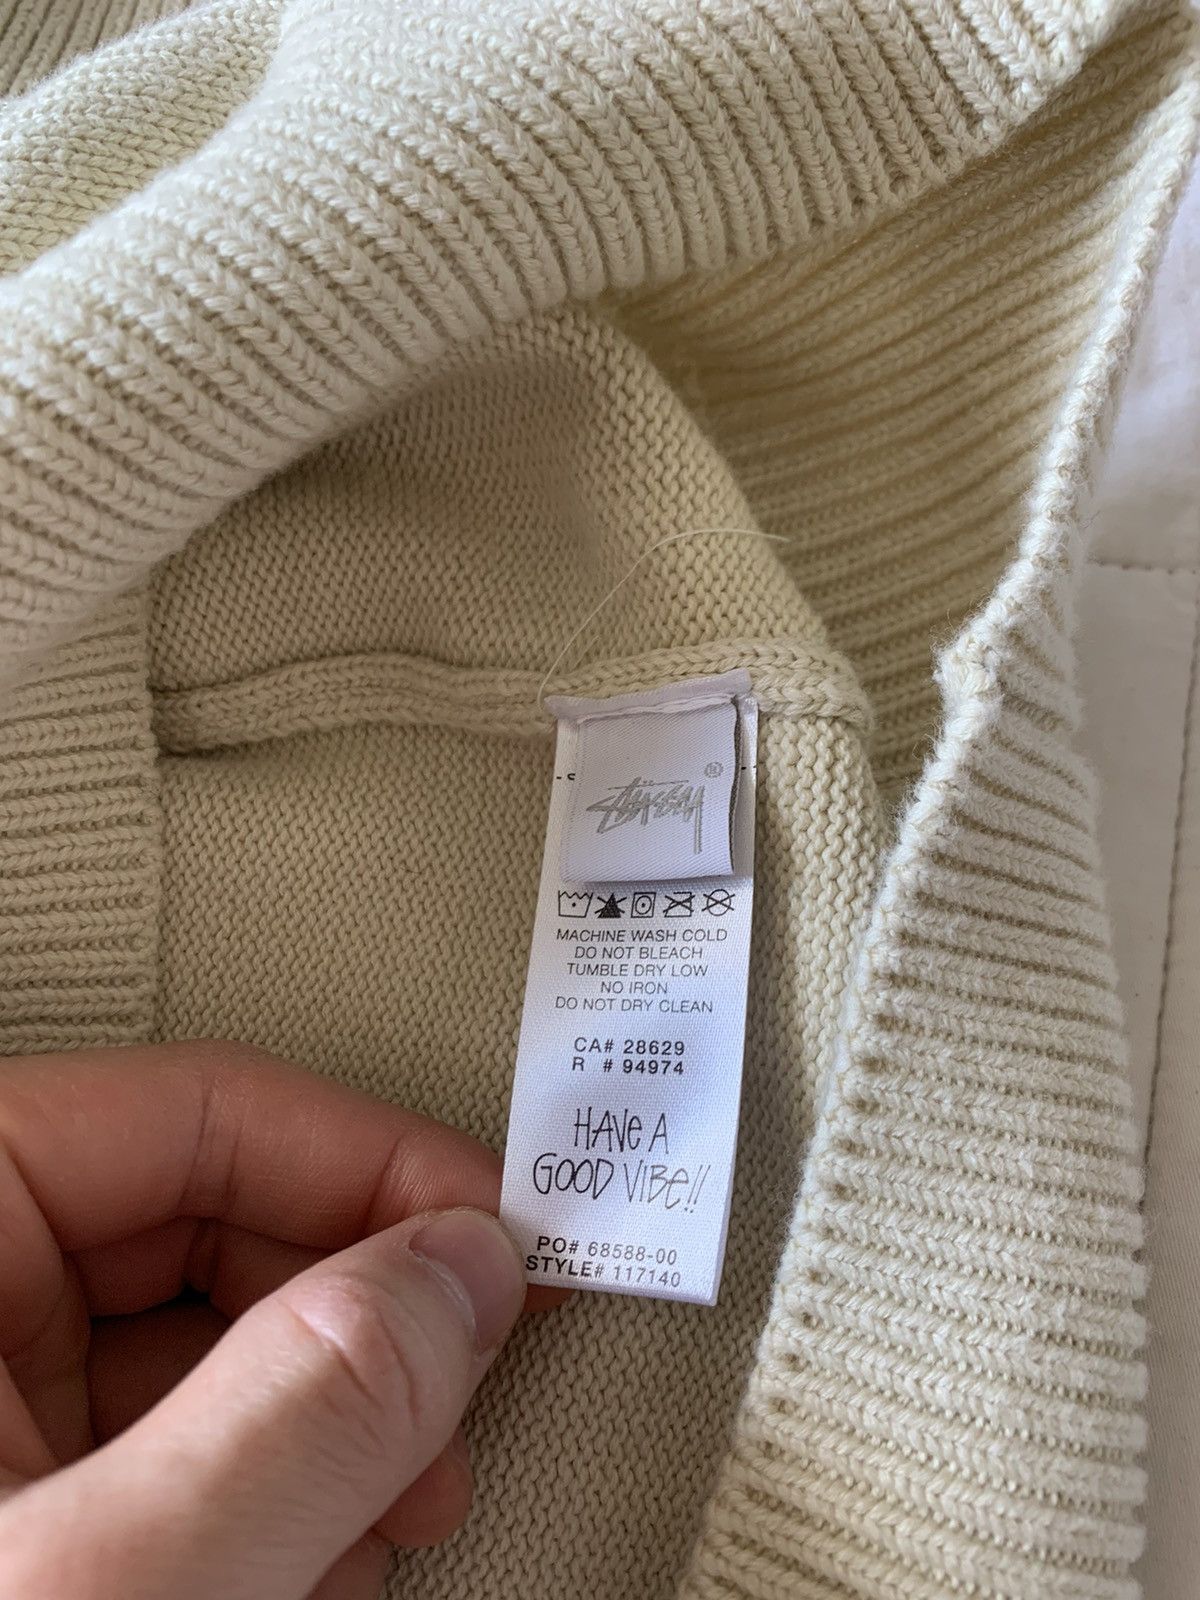 Stüssy ®
MACHINE WASH COLD
DO NOT BLEACH
TUMBLE DRY LOW
NO IRON
DO NOT DRY CLEAN
CA# 28629
R # 94974
HAVe A
GOOD VIBe!!
PO# 68588-00
STYLE# 117140